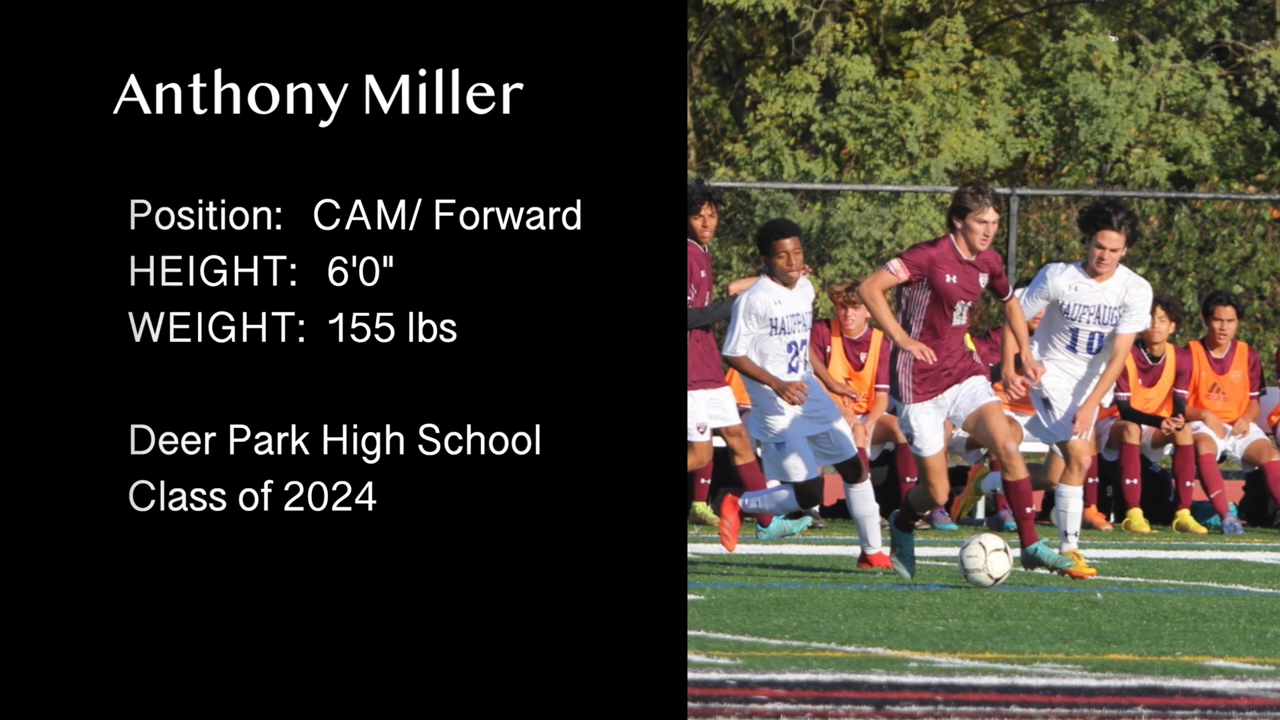 Anthony Miller
Position: CAM/ Forward
HEIGHT: 6'0"
WEIGHT: 155 lbs
Deer Park High School
Class of 2024
HAUPPAUGE
10